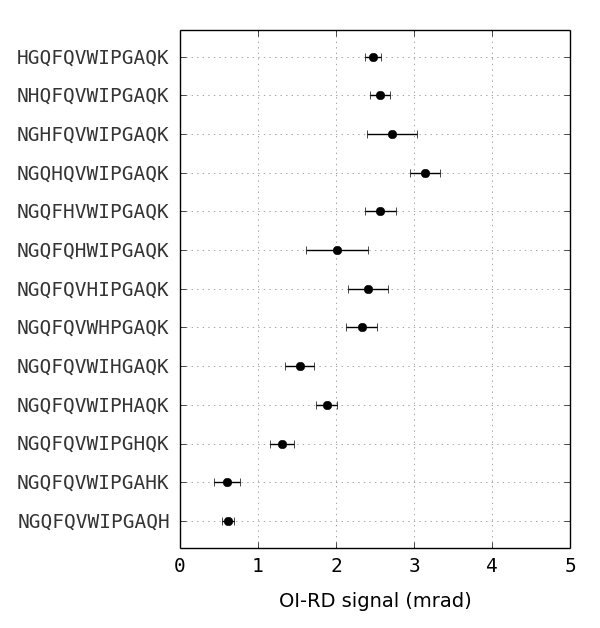 HGQFQVWIPGAQK
NHQFQVWIPGAQK
NGHFQVWIPGAQK
NGQHQVWIPGAQK
NGQFHVWIPGAQK
NGQFQHWIPGAQK
NGQFQVHIPGAQK
NGQFQVWHPGAQK
NGQFQVWIHGAQK
NGQFQVWIPHAQK
NGQFQVWIPGHQK
NGQFQVWIPGAHK
NGQFQVWIPGAQH
0 1 2 3 4 5
OI-RD signal (mrad)